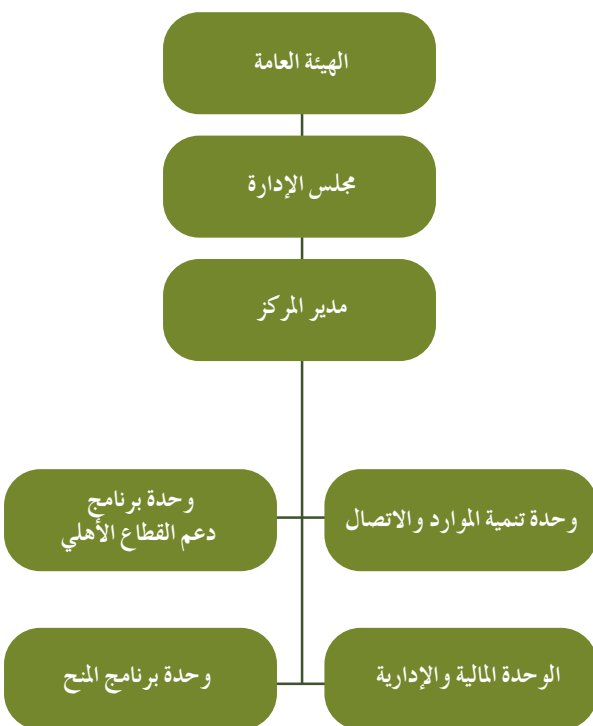 الهيئة العامة
مجلس الإدارة
مدير المركز
وحدة تنمية الموارد والاتصال
وحدة برنامج
دعم القطاع الأهلي
الوحدة المالية والإدارية
وحدة برنامج المنح